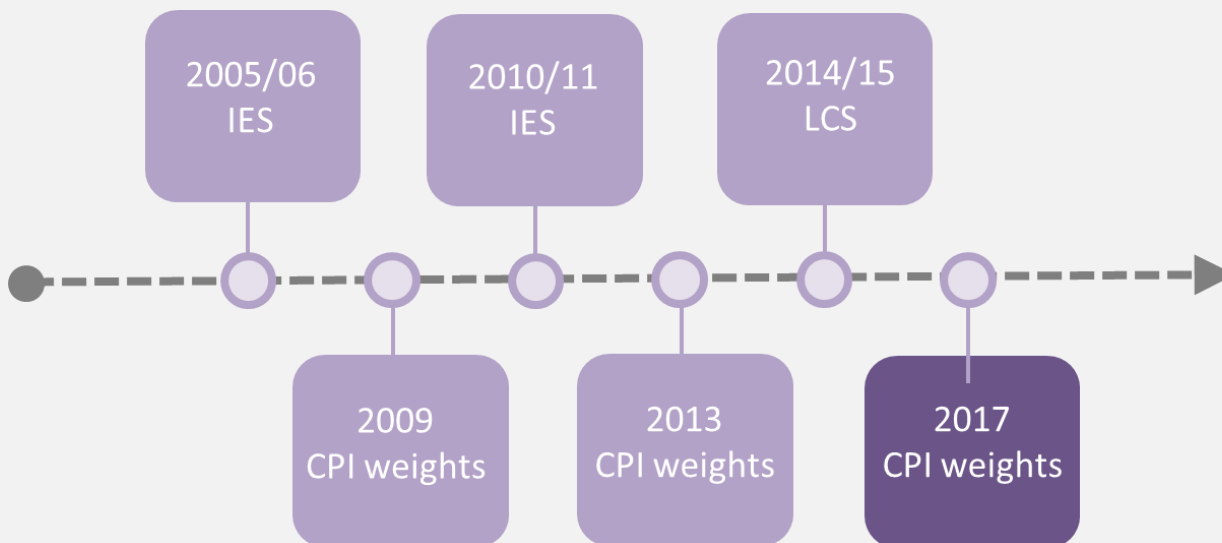 2005/06
IES
2010/11
IES
2014/15
LCS
2009
CPI weights
2013
CPI weights
2017
CPI weights